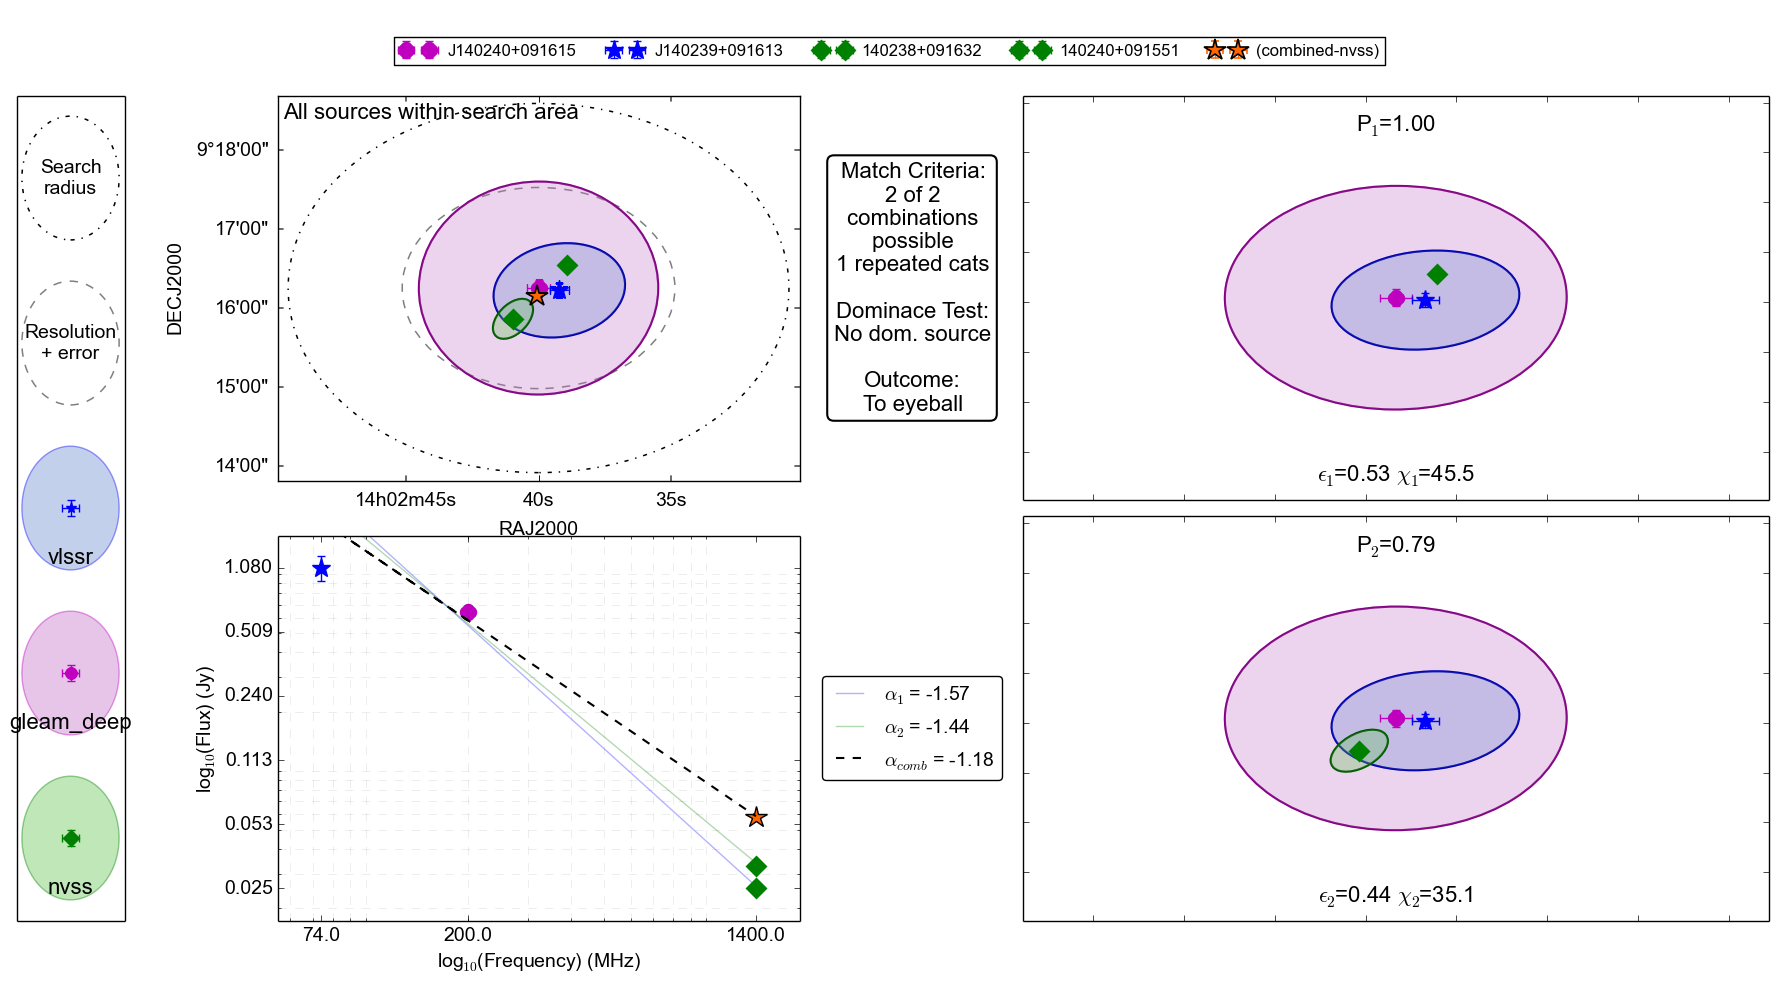 J140240+091615
J140239+091613
140238+091632
140240+091551
(combined-nvss)
Search
radius
Resolution
+ error
vlssr
gleam_deep
nvss
All sources within search area
DECJ2000
9°18'00"
17'00"
16'00"
15'00"
14'00"
14h02m45s
40s
35s
RAJ2000
Match Criteria:
2 of 2
combinations
possible
1 repeated cats
Dominace Test:
No dom. source
Outcome:
To eyeball
P₁=1.00
ϵ₁=0.53 χ₁=45.5
log₁₀(Flux) (Jy)
1.080
0.509
0.240
0.113
0.053
0.025
74.0
200.0
1400.0
log₁₀(Frequency) (MHz)
α₁ = -1.57
α₂ = -1.44
α_comb = -1.18
P₂=0.79
ϵ₂=0.44 χ₂=35.1